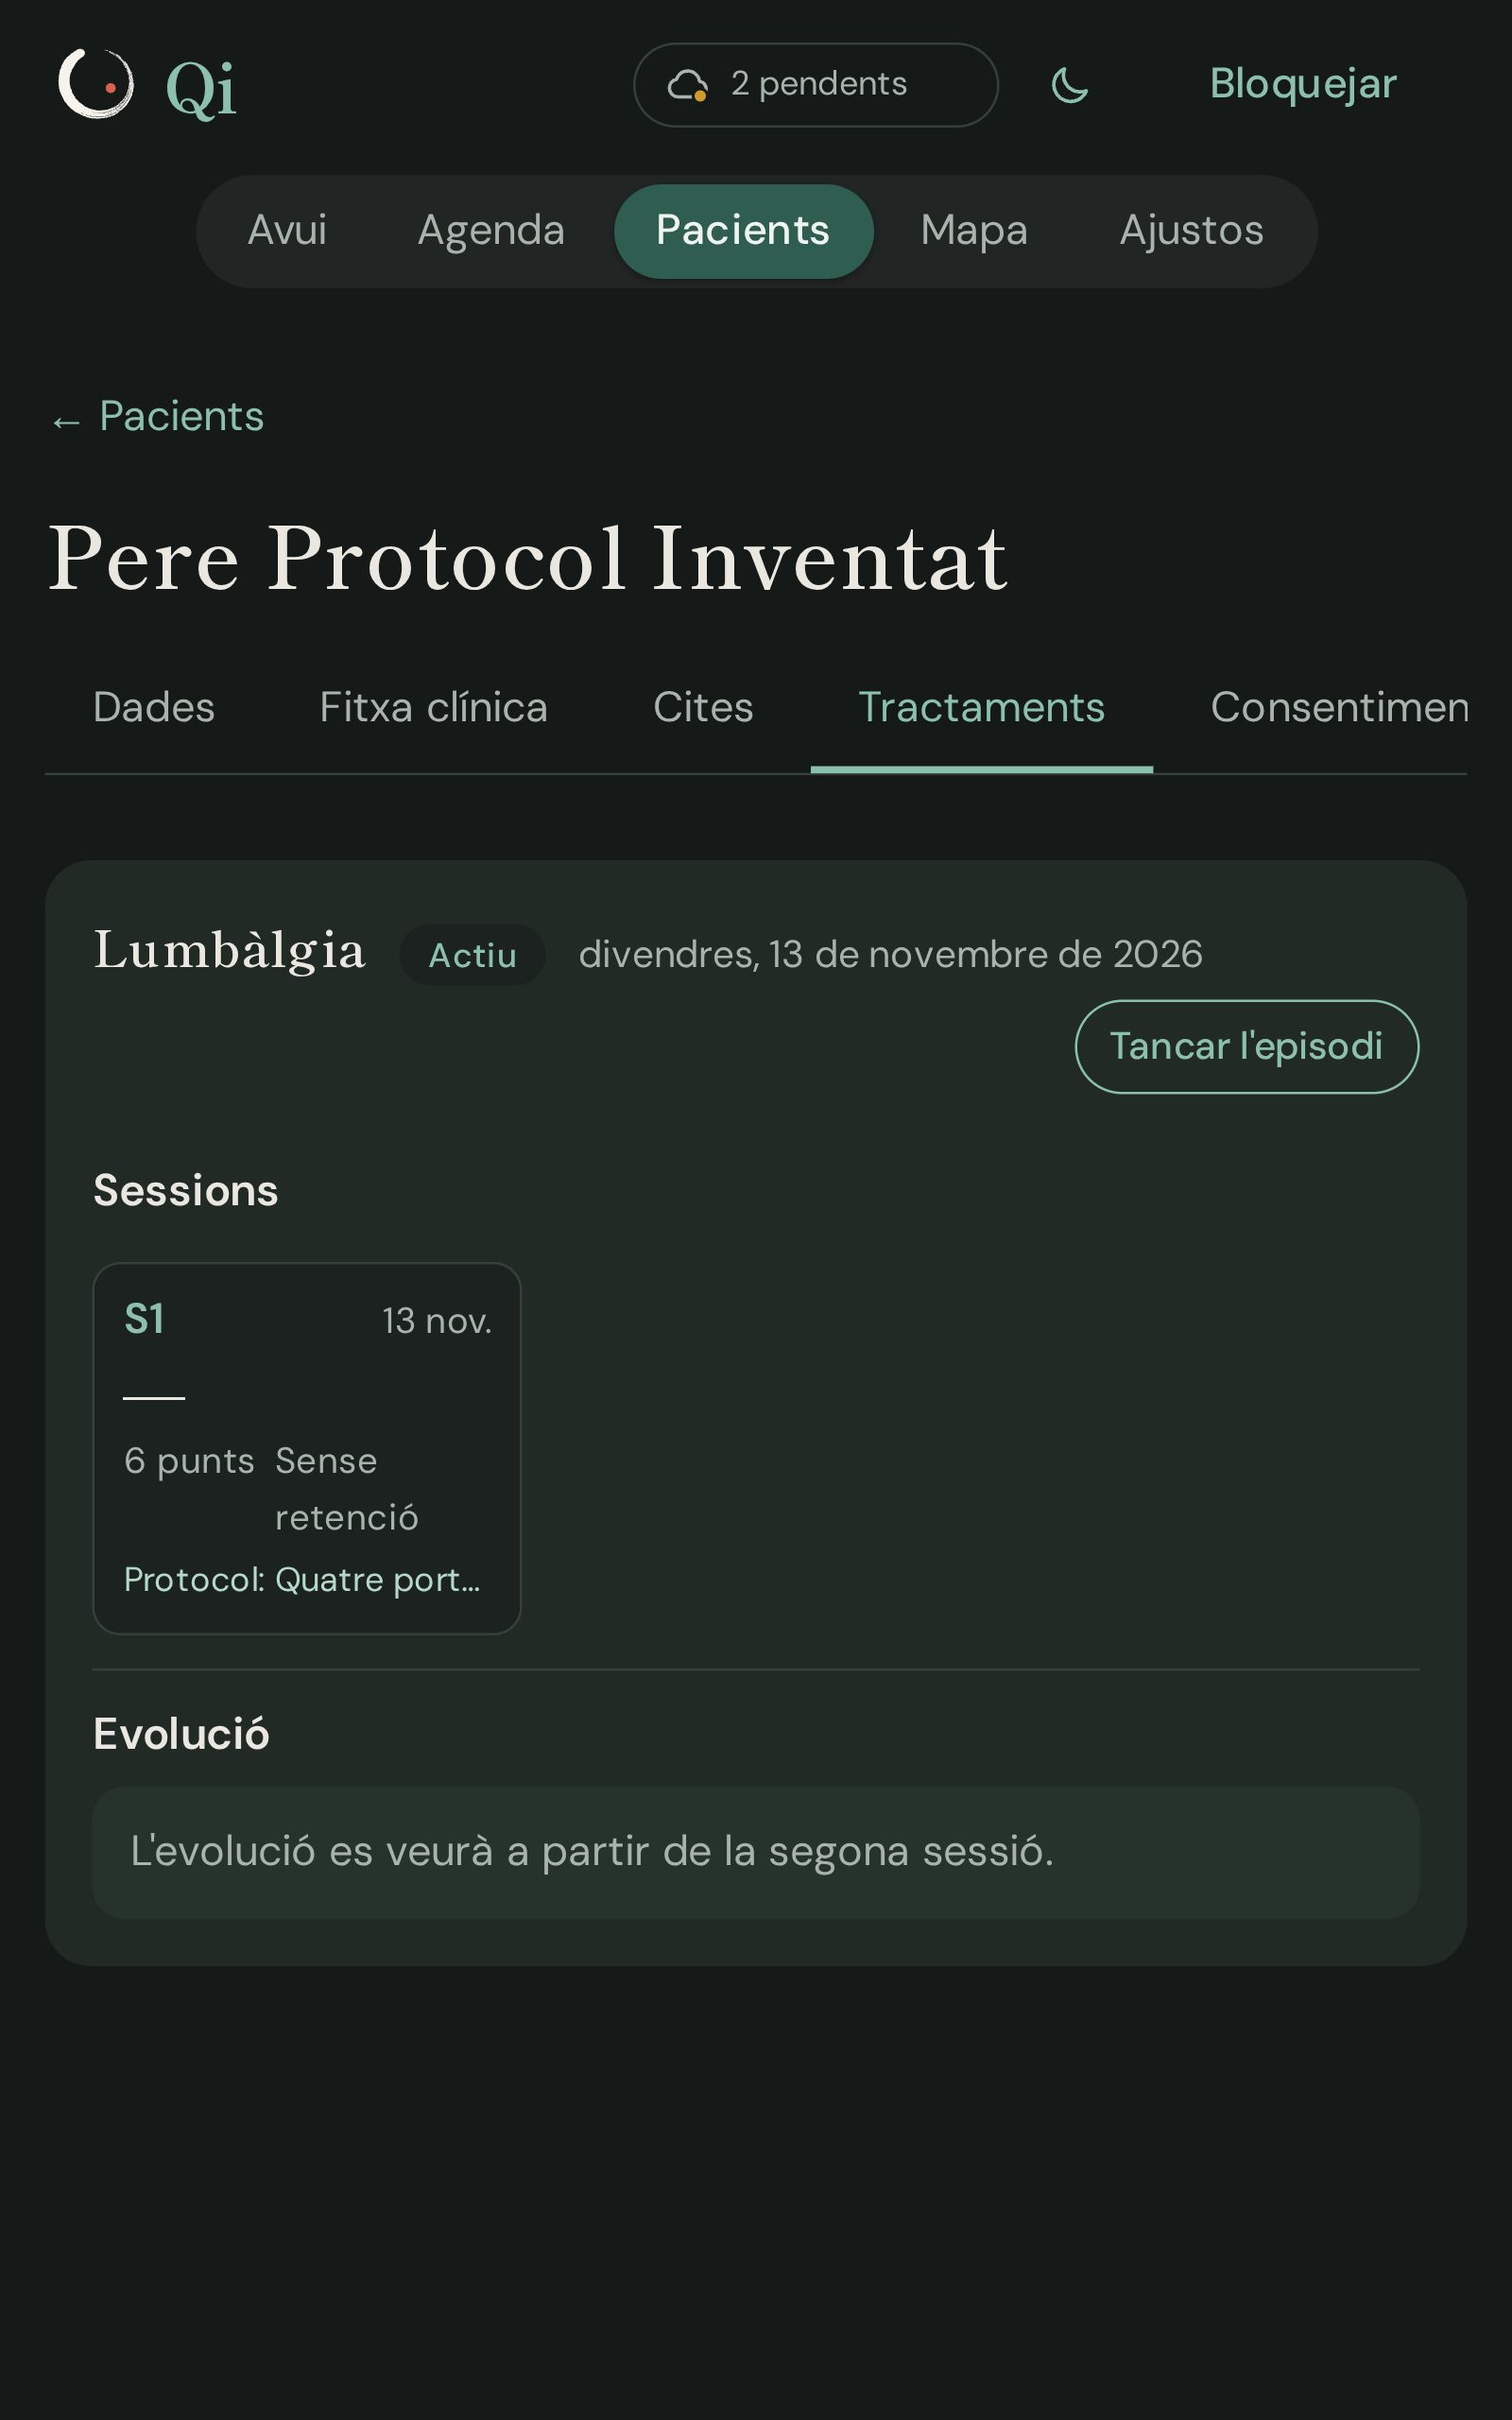 Qi
2 pendents
Bloquejar
Avui Agenda Pacients Mapa Ajustos
← Pacients
Pere Protocol Inventat
Dades Fitxa clínica Cites Tractaments Consentimen
Lumbàlgia Actiu divendres, 13 de novembre de 2026
Tancar l'episodi
Sessions
S1 13 nov.
—
6 punts Sense
retenció
Protocol: Quatre port…
Evolució
L'evolució es veurà a partir de la segona sessió.